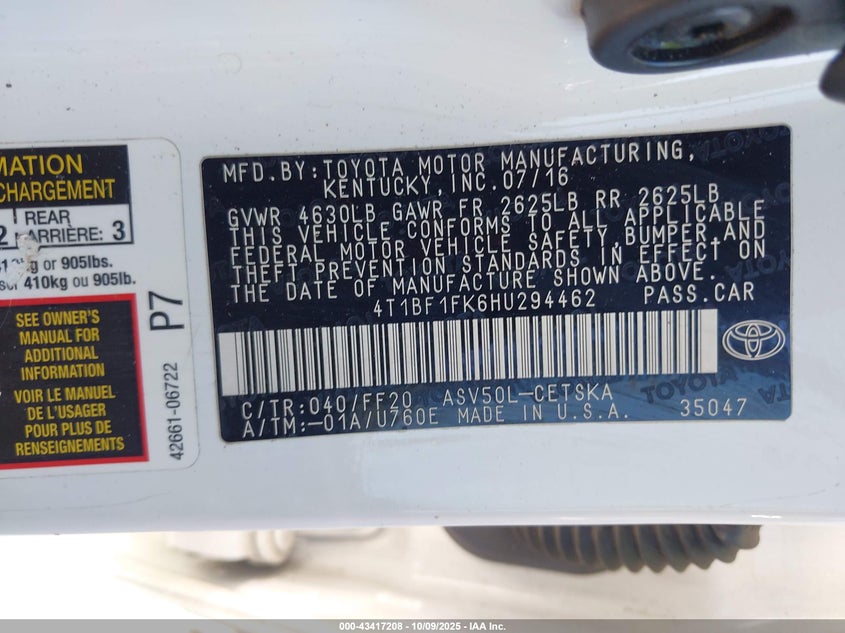 MATION
CHARGEMENT
2 REAR
ARRIÈRE: 3
kg or 905lbs.
410kg ou 905lb.
SEE OWNER'S
MANUAL FOR
ADDITIONAL
INFORMATION
VOIR LE MANUEL
DE L'USAGER
POUR PLUS DE
RENSEIGNEMENTS
P7
42661-06722
MFD.BY:TOYOTA MOTOR MANUFACTURING,
KENTUCKY,INC.07/16
GVWR 4630LB GAWR FR 2625LB RR 2625LB
THIS VEHICLE CONFORMS TO ALL APPLICABLE
FEDERAL MOTOR VEHICLE SAFETY,BUMPER,AND
THEFT PREVENTION STANDARDS IN EFFECT ON
THE DATE OF MANUFACTURE SHOWN ABOVE.
4T1BF1FK6HU294462 PASS.CAR
C/TR:040/FF20 ASV50L-CETSKA
A/TM:-01A/U760E MADE IN U.S.A. 35047
000-43417208 - 10/09/2025 - IAA Inc.